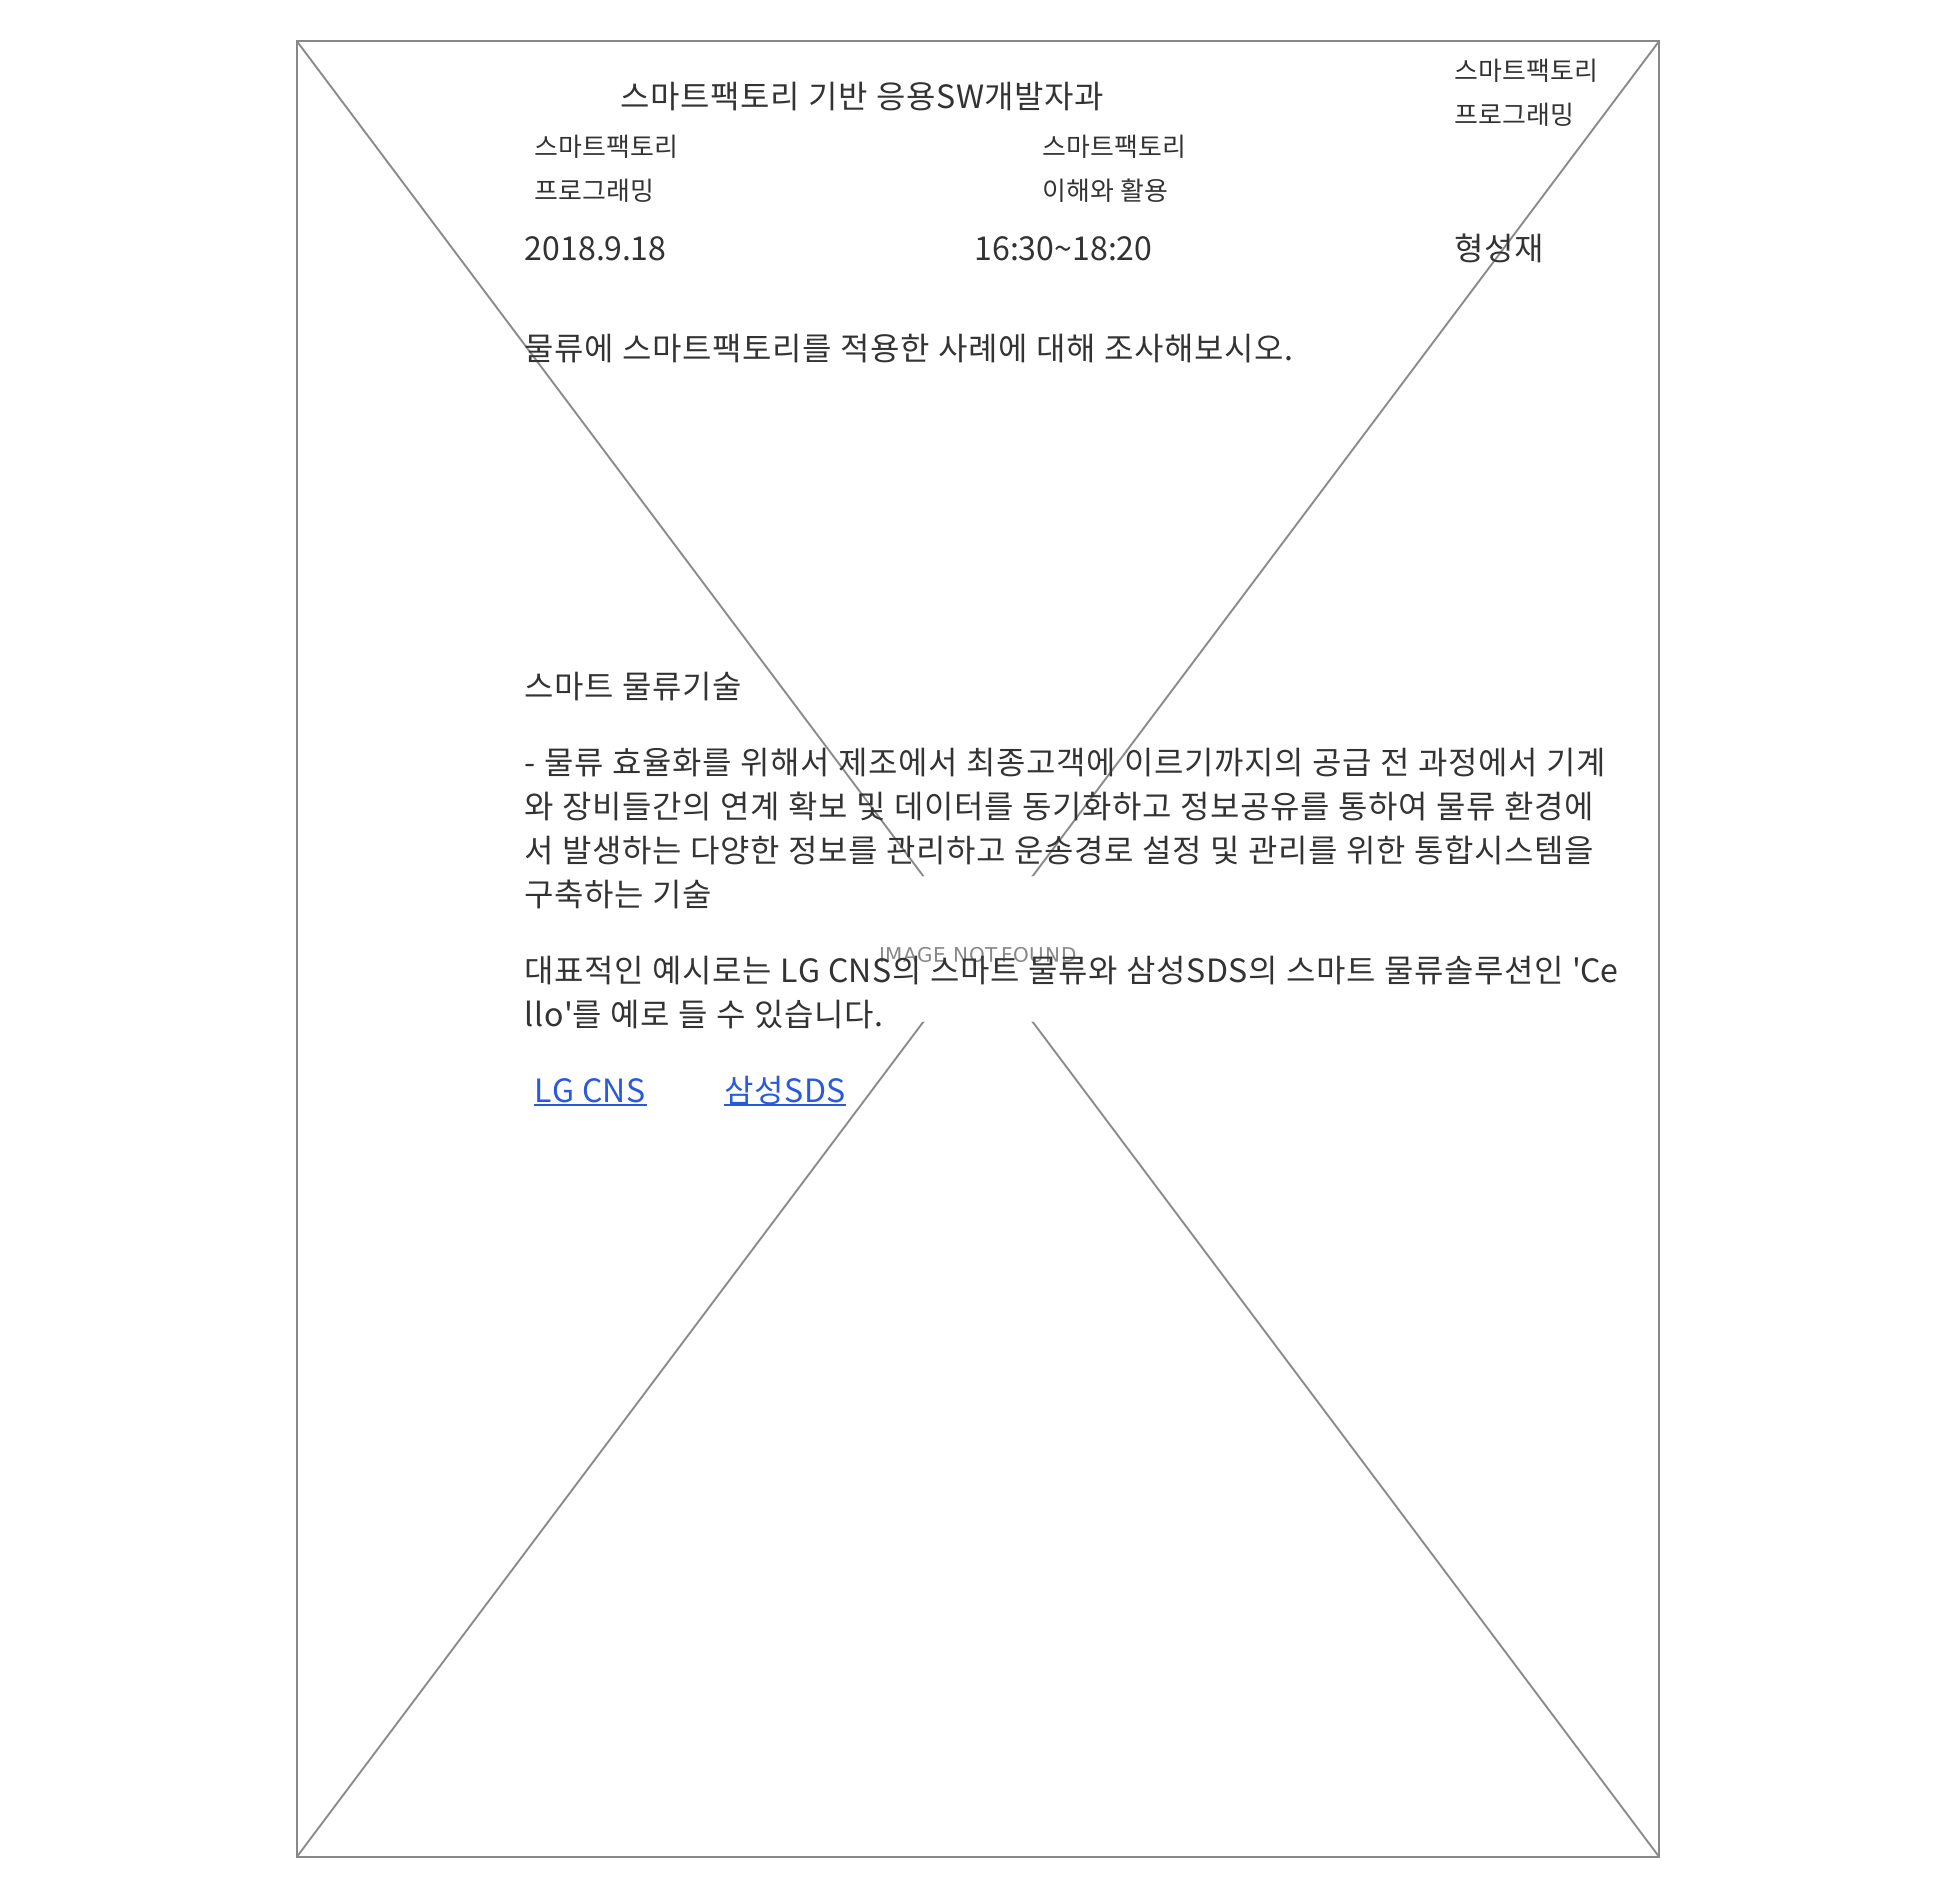 스마트팩토리
프로그래밍
스마트팩토리 기반 응용SW개발자과
스마트팩토리
프로그래밍
스마트팩토리
이해와 활용
2018.9.18
16:30~18:20
형성재
물류에 스마트팩토리를 적용한 사례에 대해 조사해보시오.
스마트 물류기술
- 물류 효율화를 위해서 제조에서 최종고객에 이르기까지의 공급 전 과정에서 기계
와 장비들간의 연계 확보 및 데이터를 동기화하고 정보공유를 통하여 물류 환경에
서 발생하는 다양한 정보를 관리하고 운송경로 설정 및 관리를 위한 통합시스템을
구축하는 기술
IMAGE NOT FOUND
대표적인 예시로는 LG CNS의 스마트 물류와 삼성SDS의 스마트 물류솔루션인 'Ce
llo'를 예로 들 수 있습니다.
LG CNS
삼성SDS